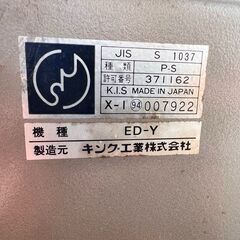 JIS S 1037
種類 P-S
許可番号 371162
K.I.S MADE IN JAPAN
X-1 94 007922
機種 ED-Y
製造元 キング工業株式会社